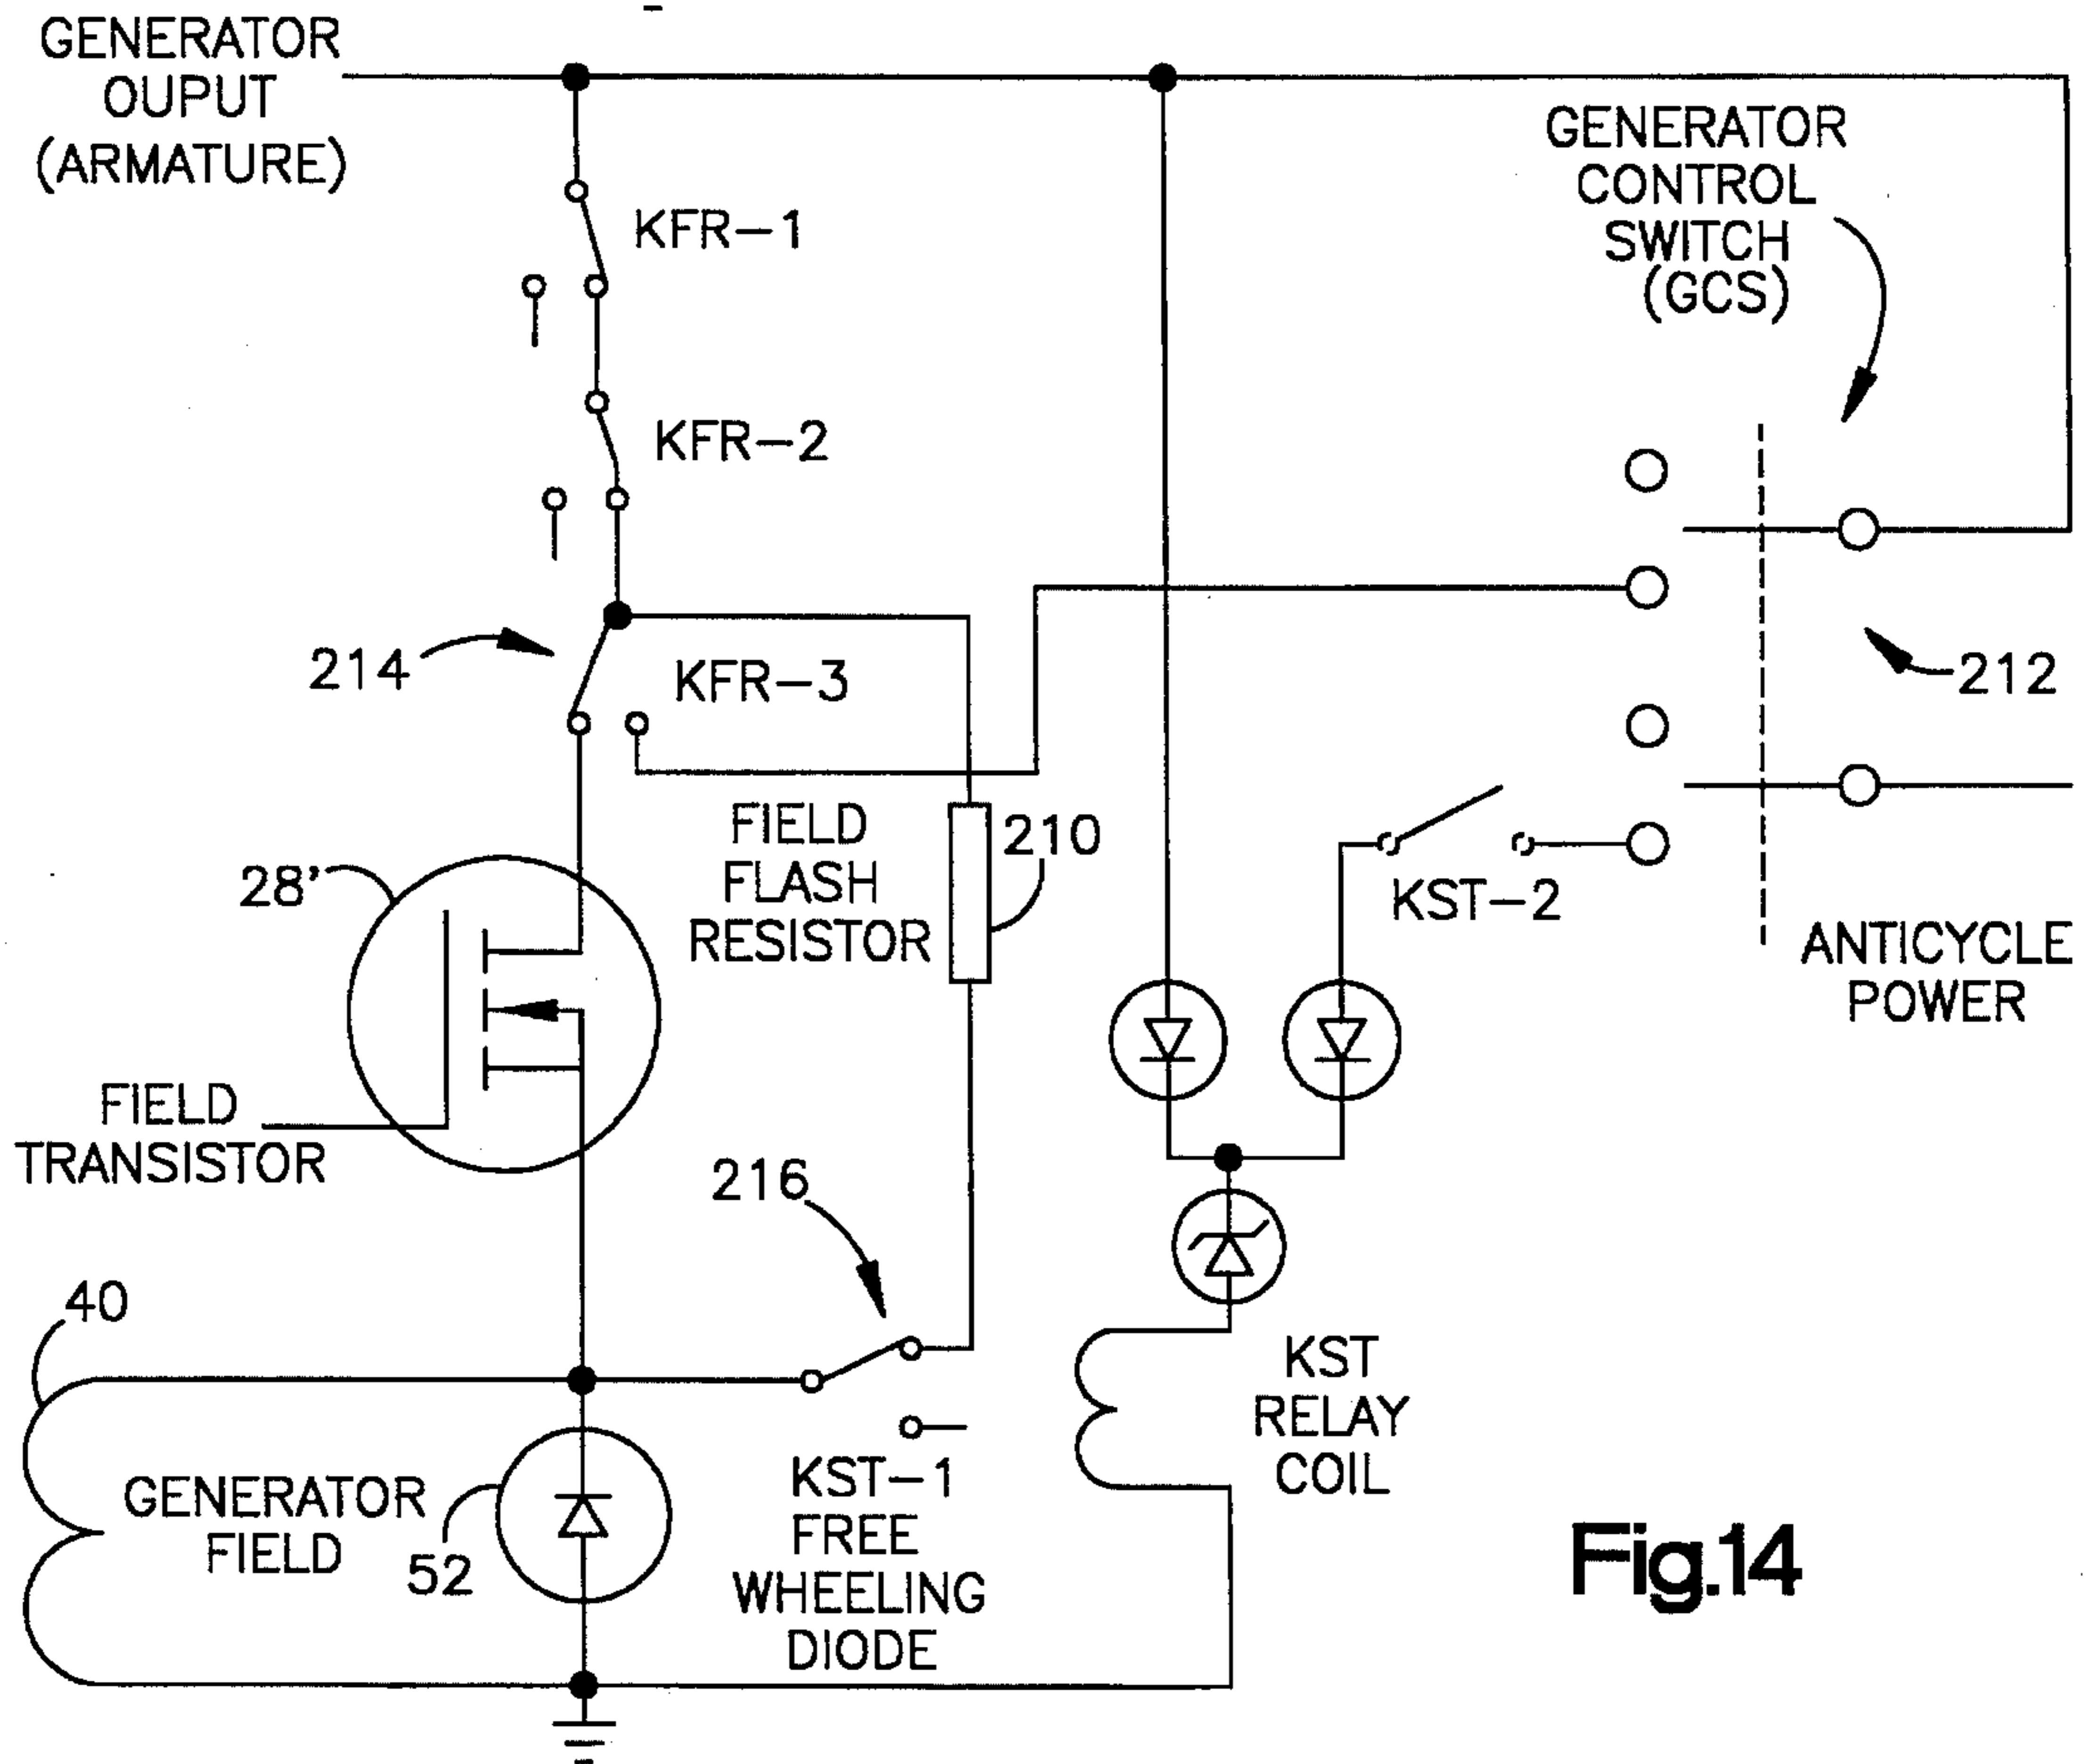 GENERATOR
OUPUT
(ARMATURE)
KFR-1
GENERATOR
CONTROL
SWITCH
(GCS)
KFR-2
214
KFR-3
212
FIELD
FLASH
RESISTOR
210
28'
KST-2
ANTICYCLE
POWER
FIELD
TRANSISTOR
216
40
KST
RELAY
COIL
GENERATOR
FIELD
52
KST-1
FREE
WHEELING
DIODE
Fig.14